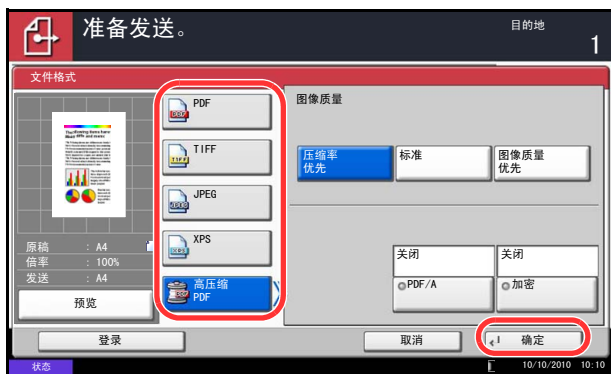 准备发送。
目的地
1
文件格式
PDF
TIFF
JPEG
XPS
高压缩
PDF
原稿 : A4
倍率 : 100%
发送 : A4
预览
图像质量
压缩率
优先
标准
图像质量
优先
关闭
PDF/A
关闭
加密
登录
取消
确定
状态
10/10/2010 10:10